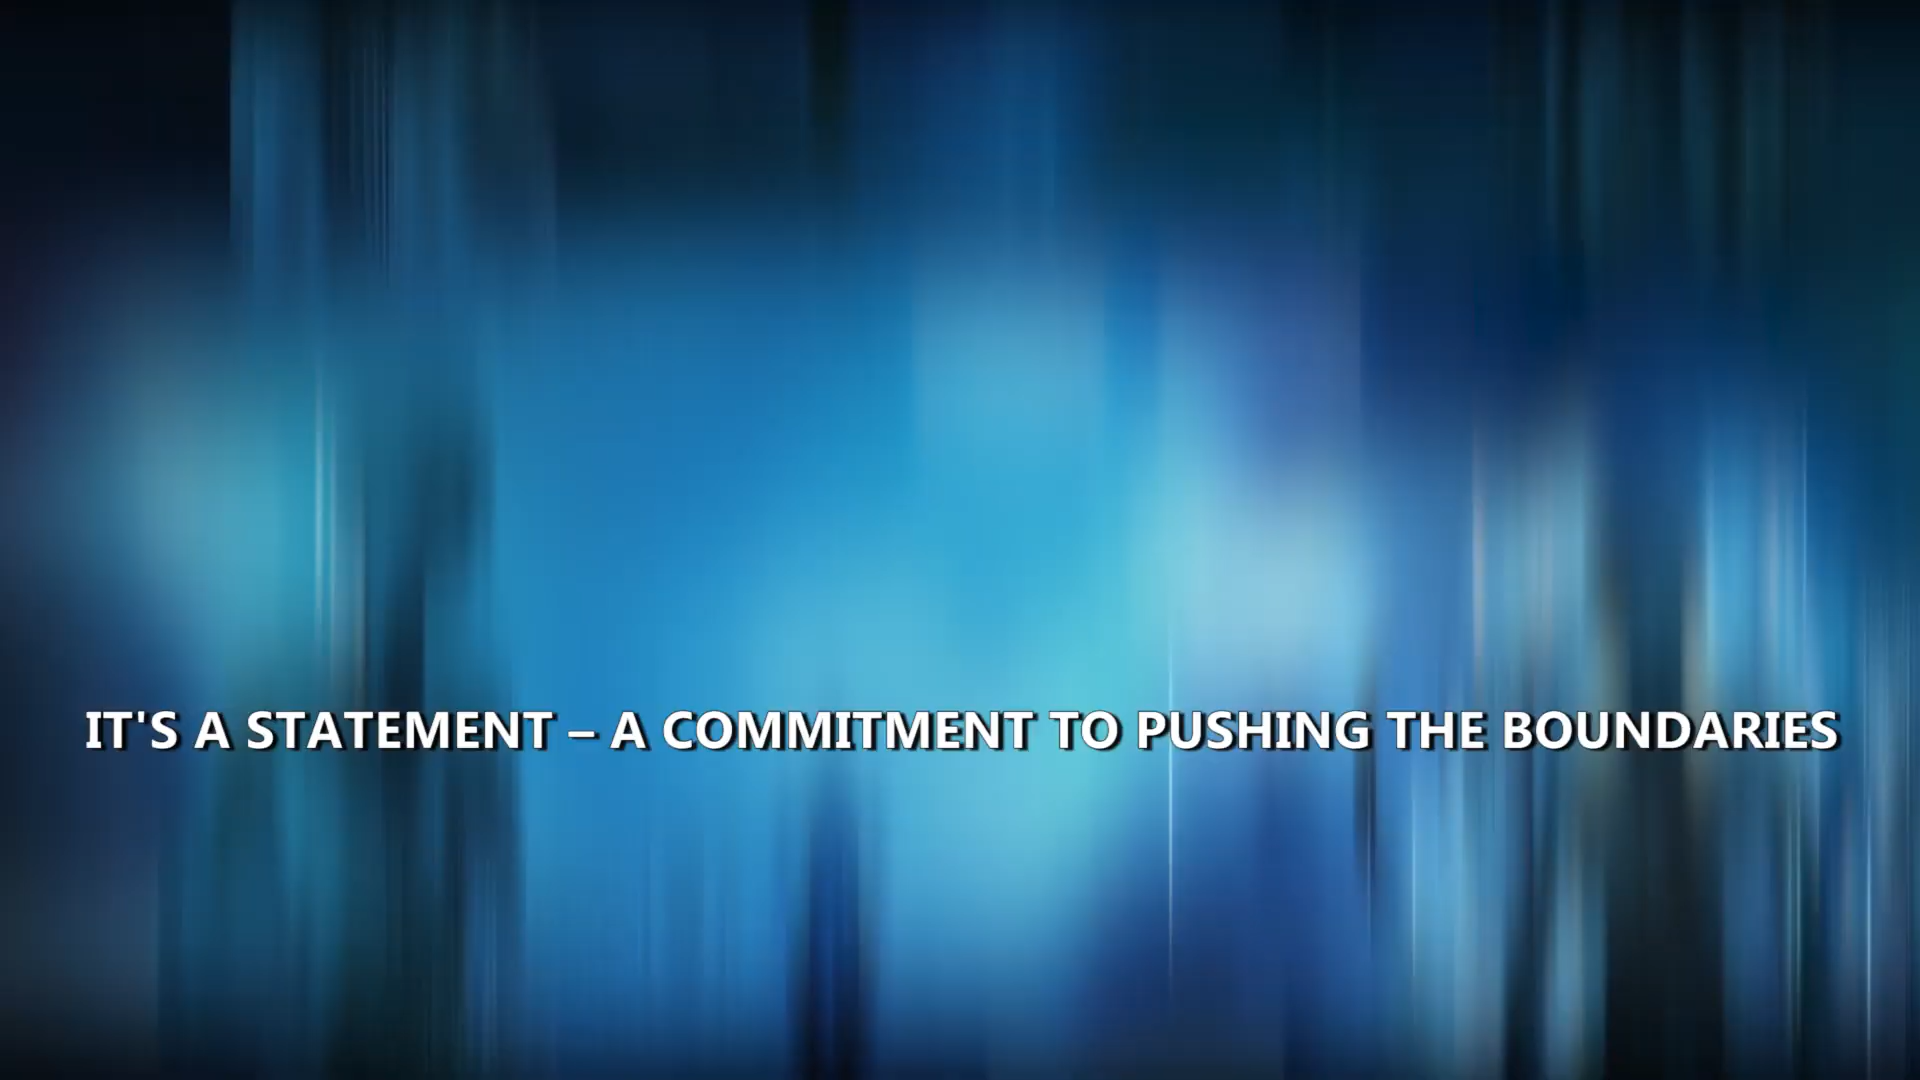 IT'S A STATEMENT – A COMMITMENT TO PUSHING THE BOUNDARIES